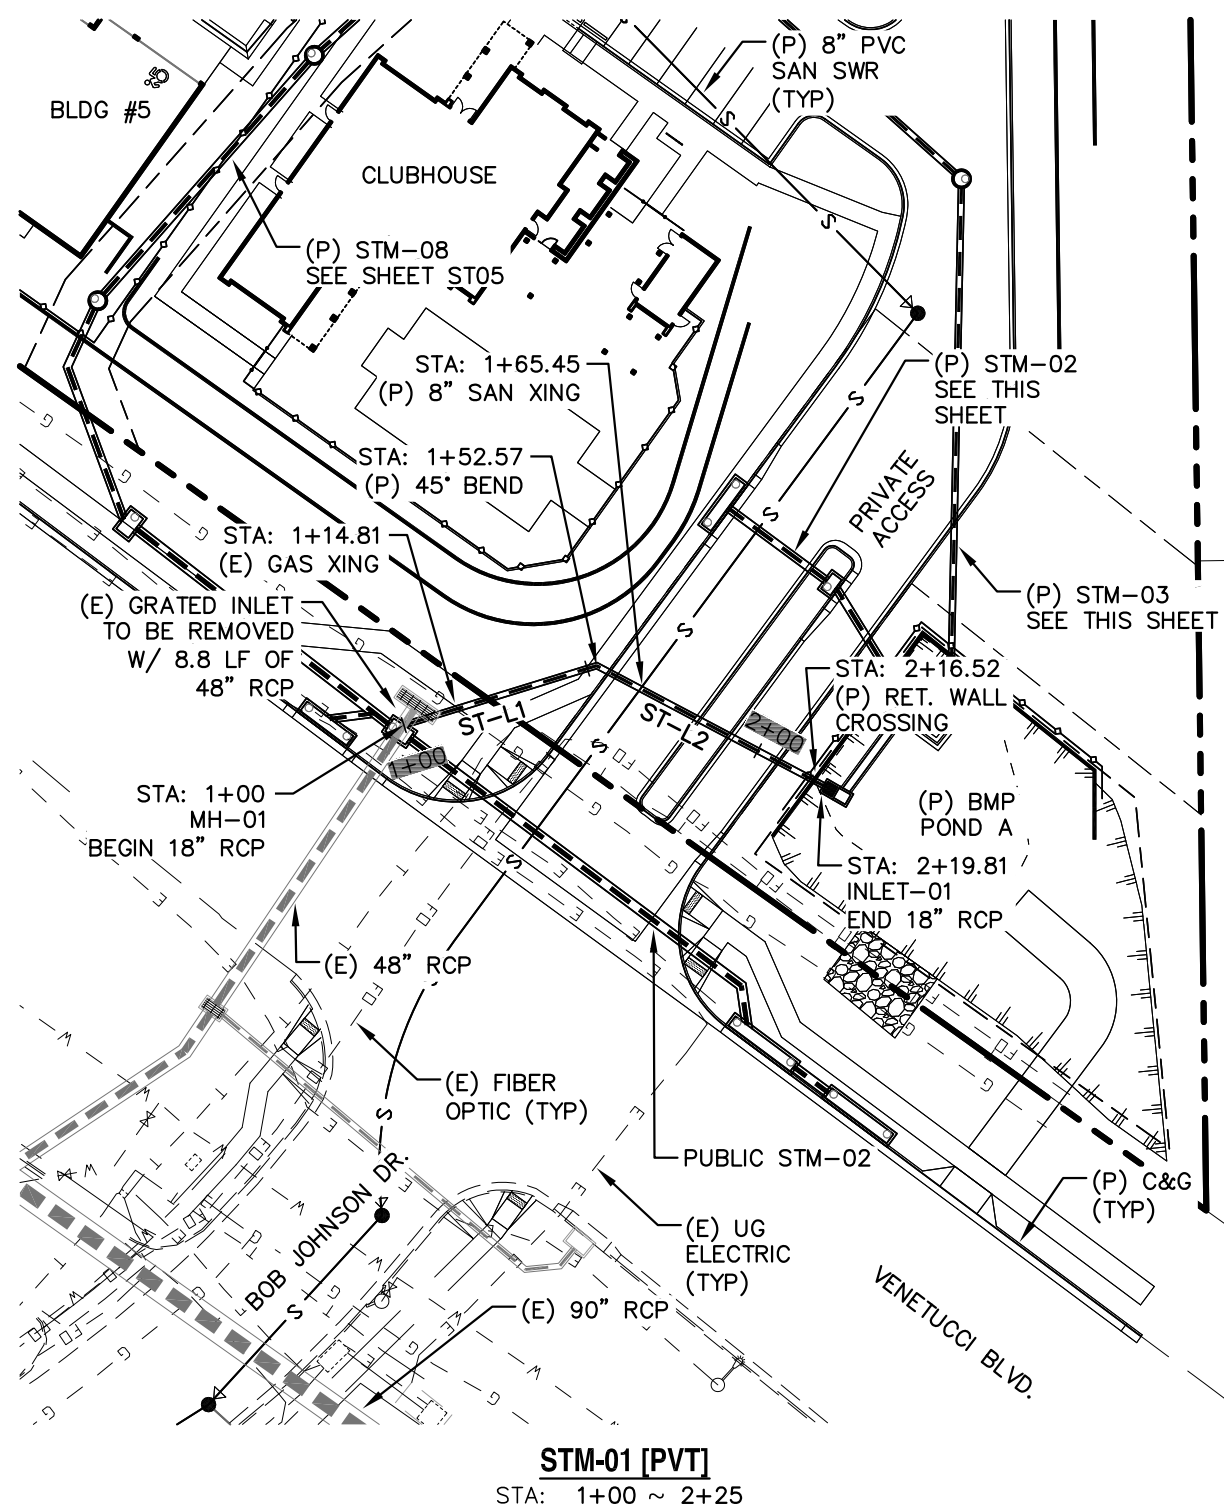 (P) 8" PVC
SAN SWR
(TYP)
BLDG #5
CLUBHOUSE
(P) STM-08
SEE SHEET ST05
STA: 1+65.45
(P) 8" SAN XING
(P) STM-02
SEE THIS
SHEET
STA: 1+52.57
(P) 45° BEND
PRIVATE
ACCESS
STA: 1+14.81
(E) GAS XING
(E) GRATED INLET
TO BE REMOVED
W/ 8.8 LF OF
48" RCP
(P) STM-03
SEE THIS SHEET
STA: 2+16.52
(P) RET. WALL
CROSSING
ST-L1
ST-L2
2+00
1+00
STA: 1+00
MH-01
BEGIN 18" RCP
(P) BMP
POND A
STA: 2+19.81
INLET-01
END 18" RCP
(E) 48" RCP
(E) FIBER
OPTIC (TYP)
PUBLIC STM-02
(P) C&G
(TYP)
(E) UG
ELECTRIC
(TYP)
BOB JOHNSON DR.
(E) 90" RCP
VENETUCCI BLVD.
STM-01 [PVT]
STA: 1+00 ~ 2+25